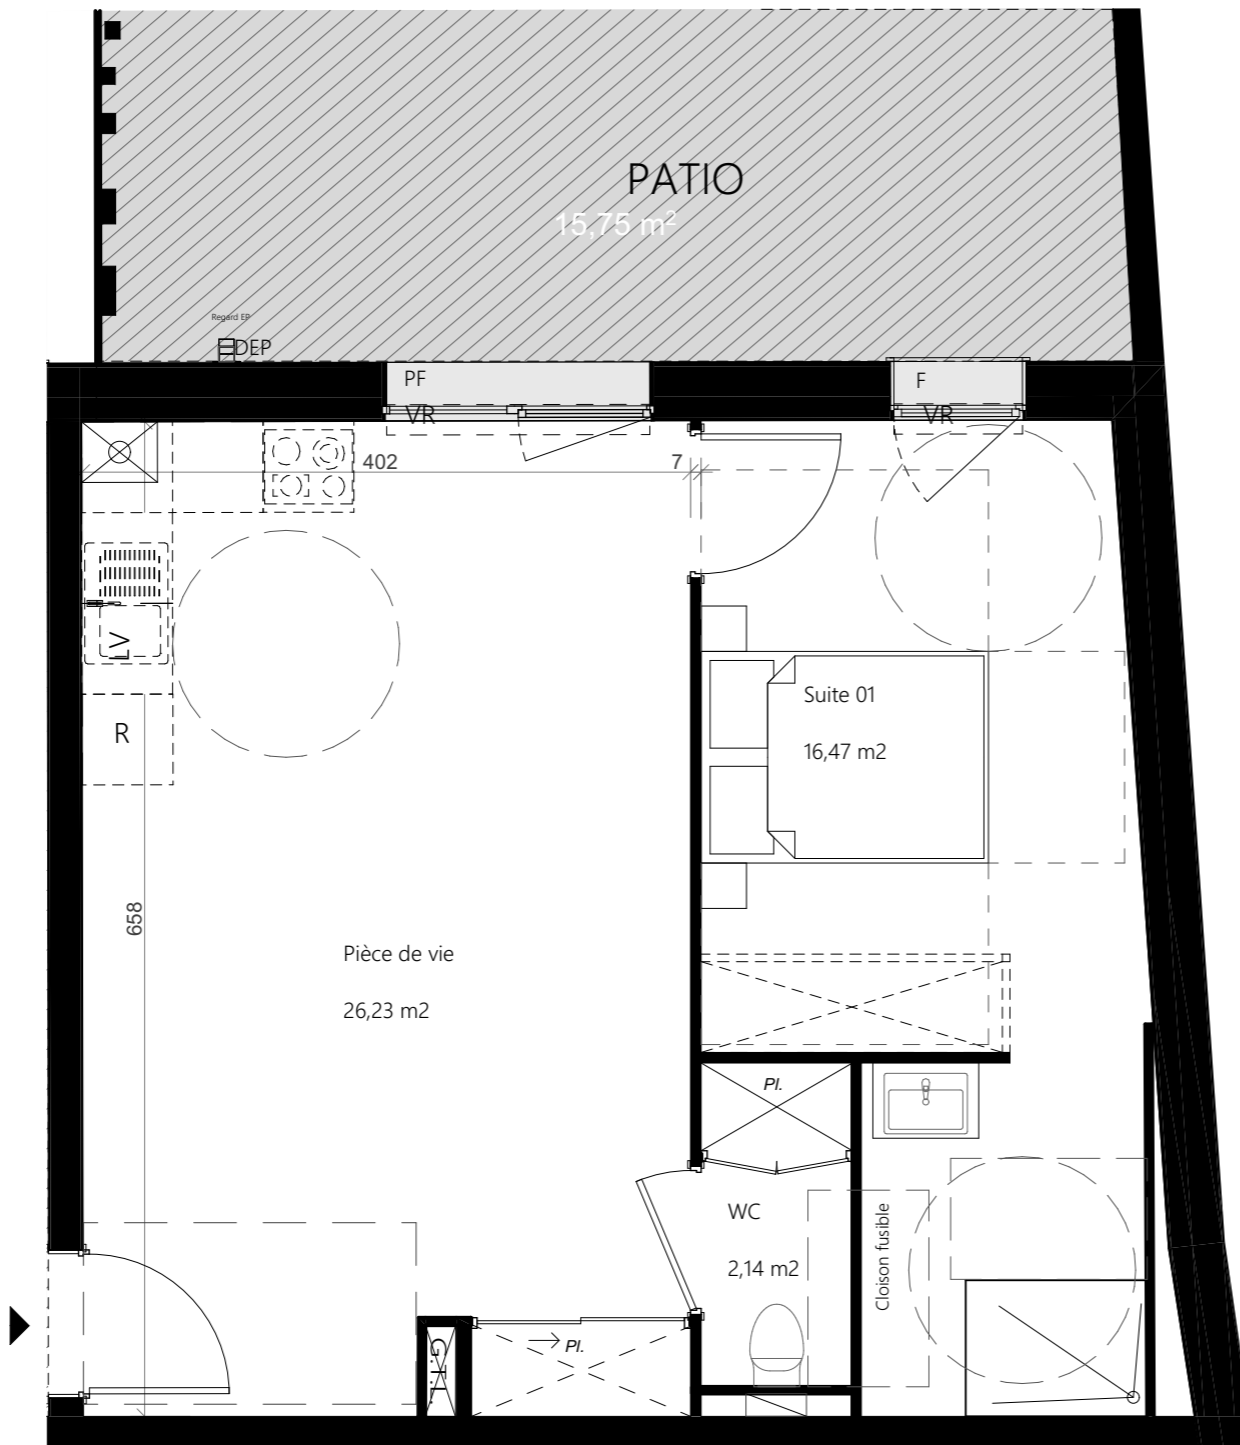 PATIO
15,75 m²
Regard EP
DEP
PF
VR
F
VR
402
7
LV
R
Suite 01
16,47 m2
658
Pièce de vie
26,23 m2
Pl.
WC
2,14 m2
Cloison fusible
Pl.
G.T.L.